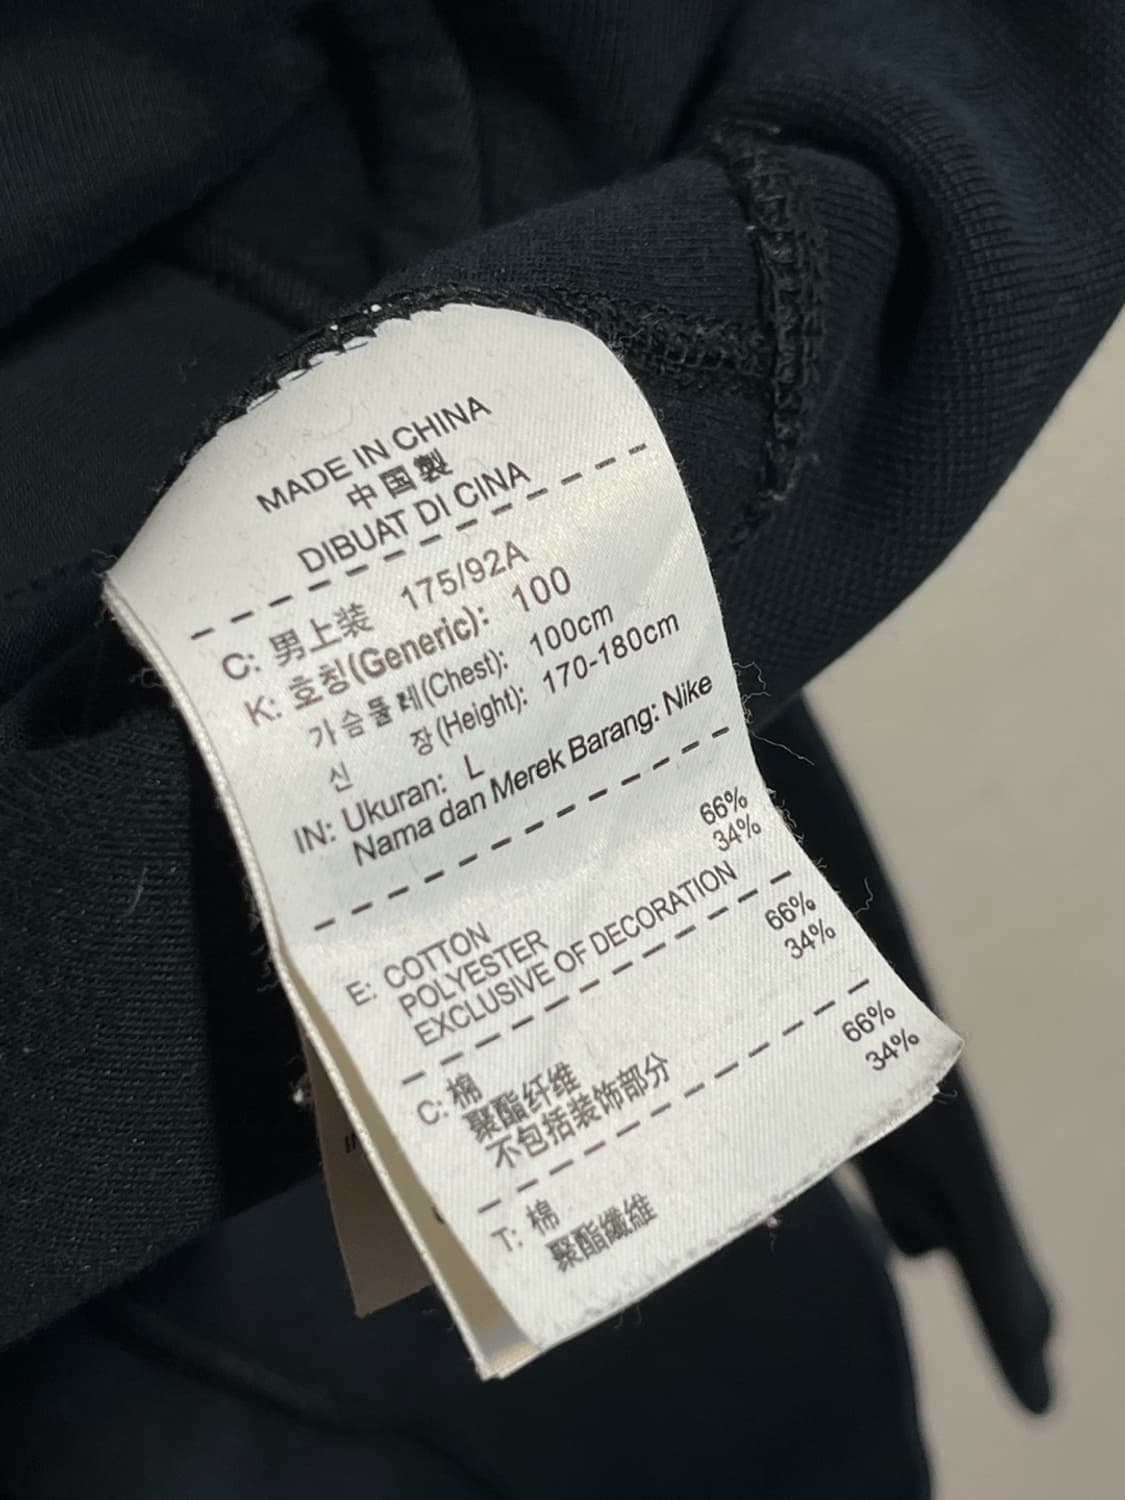 MADE IN CHINA
中国製
DIBUAT DI CINA
C: 男上装 175/92A
K: 호칭(Generic): 100
가슴둘레(Chest): 100cm
신 장(Height): 170-180cm
IN: Ukuran: L
Nama dan Merek Barang: Nike
E: COTTON 66%
POLYESTER 34%
EXCLUSIVE OF DECORATION
C: 棉 66%
聚酯纤维 34%
不包括装饰部分
T: 棉 66%
聚酯纖維 34%